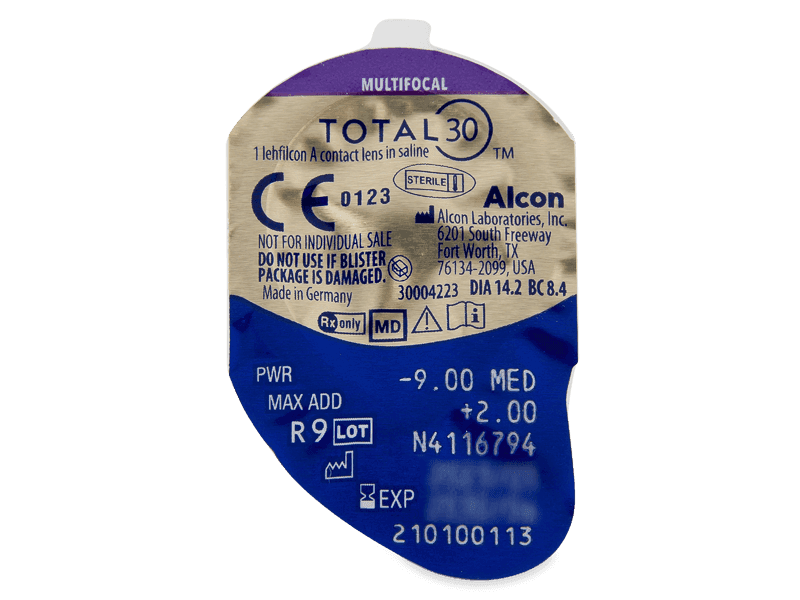 MULTIFOCAL
TOTAL30™
1 lehfilcon A contact lens in saline
CE 0123
STERILE
Alcon
Alcon Laboratories, Inc.
6201 South Freeway
Fort Worth, TX
76134-2099, USA
NOT FOR INDIVIDUAL SALE
DO NOT USE IF BLISTER
PACKAGE IS DAMAGED.
Made in Germany
30004223 DIA 14.2 BC 8.4
Rx only MD
PWR -9.00 MED
MAX ADD +2.00
R 9 LOT N4116794
EXP
210100113